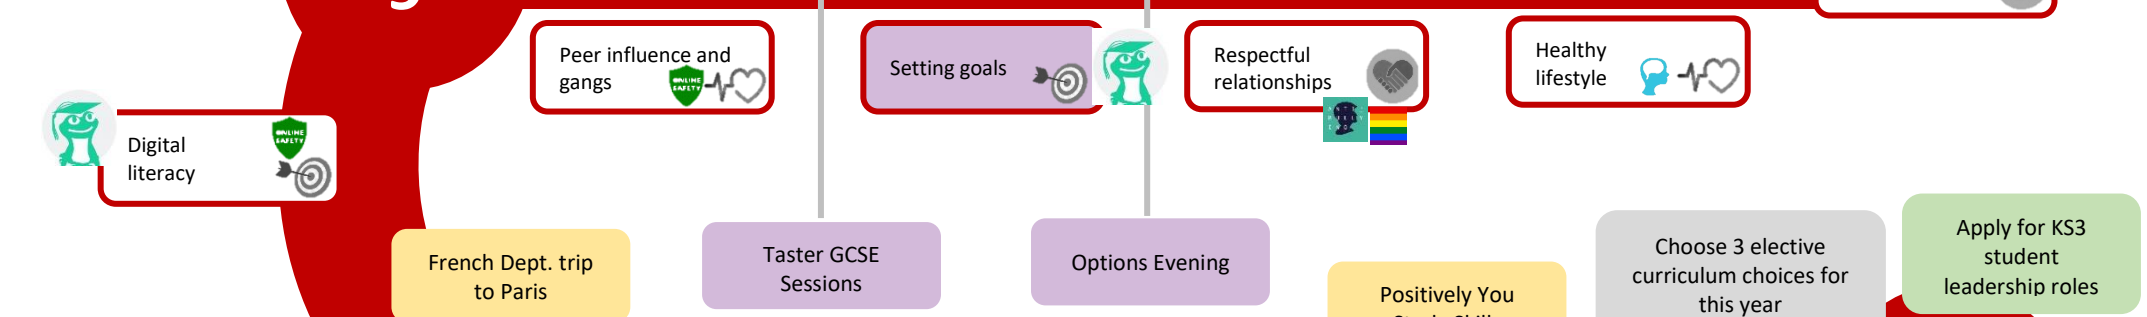 Peer influence and
gangs
ONLINE
SAFETY
Setting goals
Respectful
relationships
Healthy
lifestyle
Digital
literacy
ONLINE
SAFETY
French Dept. trip
to Paris
Taster GCSE
Sessions
Options Evening
Positively You
Choose 3 elective
curriculum choices for
this year
Apply for KS3
student
leadership roles